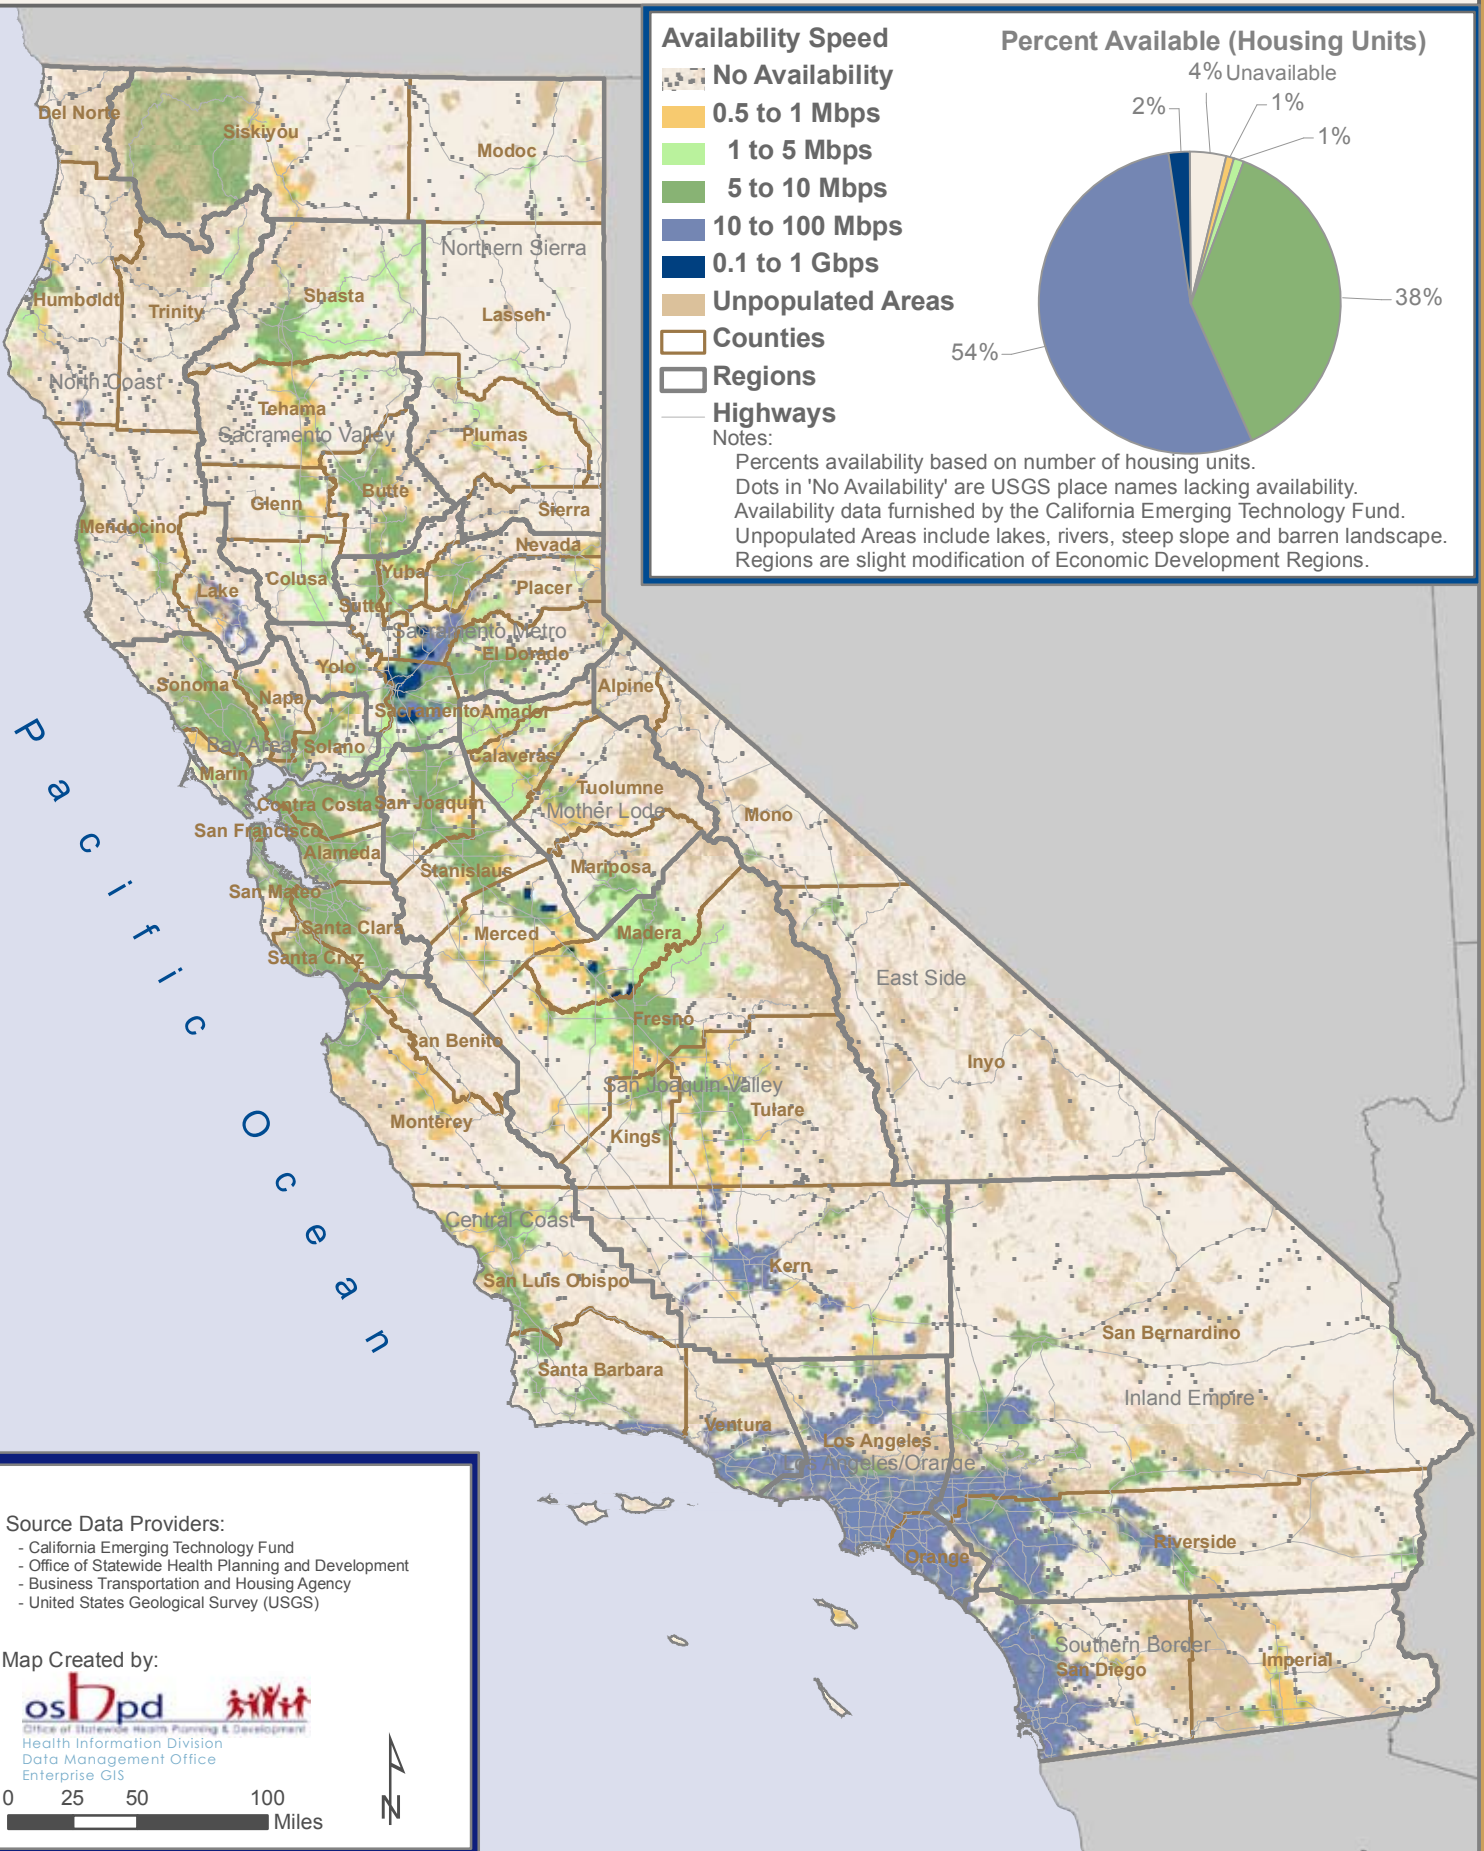 Availability Speed
No Availability
0.5 to 1 Mbps
1 to 5 Mbps
5 to 10 Mbps
10 to 100 Mbps
0.1 to 1 Gbps
Unpopulated Areas
Counties
Regions
Highways
Percent Available (Housing Units)
4% Unavailable
2%
1%
1%
38%
54%
Notes:
Percents availability based on number of housing units.
Dots in 'No Availability' are USGS place names lacking availability.
Availability data furnished by the California Emerging Technology Fund.
Unpopulated Areas include lakes, rivers, steep slope and barren landscape.
Regions are slight modification of Economic Development Regions.
Del Norte
Siskiyou
Modoc
Northern Sierra
Humboldt
Trinity
Shasta
Lassen
North Coast
Tehama
Sacramento Valley
Plumas
Glenn
Butte
Sierra
Mendocino
Nevada
Colusa
Yuba
Placer
Lake
Sutter
Sacramento Metro
El Dorado
Yolo
Sonoma
Napa
Alpine
Sacramento
Amador
Bay Area
Solano
Calaveras
Marin
Tuolumne
Contra Costa
San Joaquin
Mother Lode
Mono
San Francisco
Alameda
Stanislaus
Mariposa
San Mateo
Santa Clara
Merced
Madera
Santa Cruz
East Side
Fresno
San Benito
Inyo
San Joaquin Valley
Tulare
Monterey
Kings
Central Coast
Kern
San Luis Obispo
San Bernardino
Santa Barbara
Inland Empire
Ventura
Los Angeles
Los Angeles/Orange
Riverside
Orange
Southern Border
San Diego
Imperial
Pacific Ocean
Source Data Providers:
- California Emerging Technology Fund
- Office of Statewide Health Planning and Development
- Business Transportation and Housing Agency
- United States Geological Survey (USGS)
Map Created by:
oshpd
Office of Statewide Health Planning & Development
Health Information Division
Data Management Office
Enterprise GIS
0 25 50 100
Miles
N